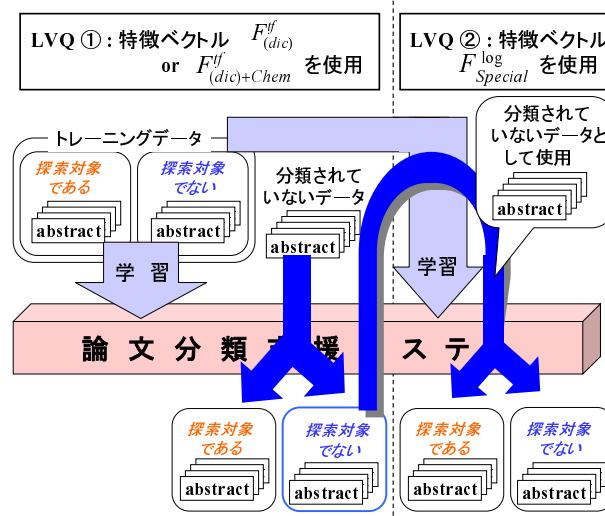 LVQ ① : 特徴ベクトル F^{tf}_{(dic)}
or F^{tf}_{(dic)+Chem} を使用
LVQ ② : 特徴ベクトル
F^{log}_{Special} を使用
トレーニングデータ
探索対象
である
abstract
探索対象
でない
abstract
分類されて
いないデータ
abstract
分類されて
いないデータと
して使用
abstract
学 習
学習
論 文 分 類 支 援
ス テ
探索対象
である
abstract
探索対象
でない
abstract
探索対象
である
abstract
探索対象
でない
abstract